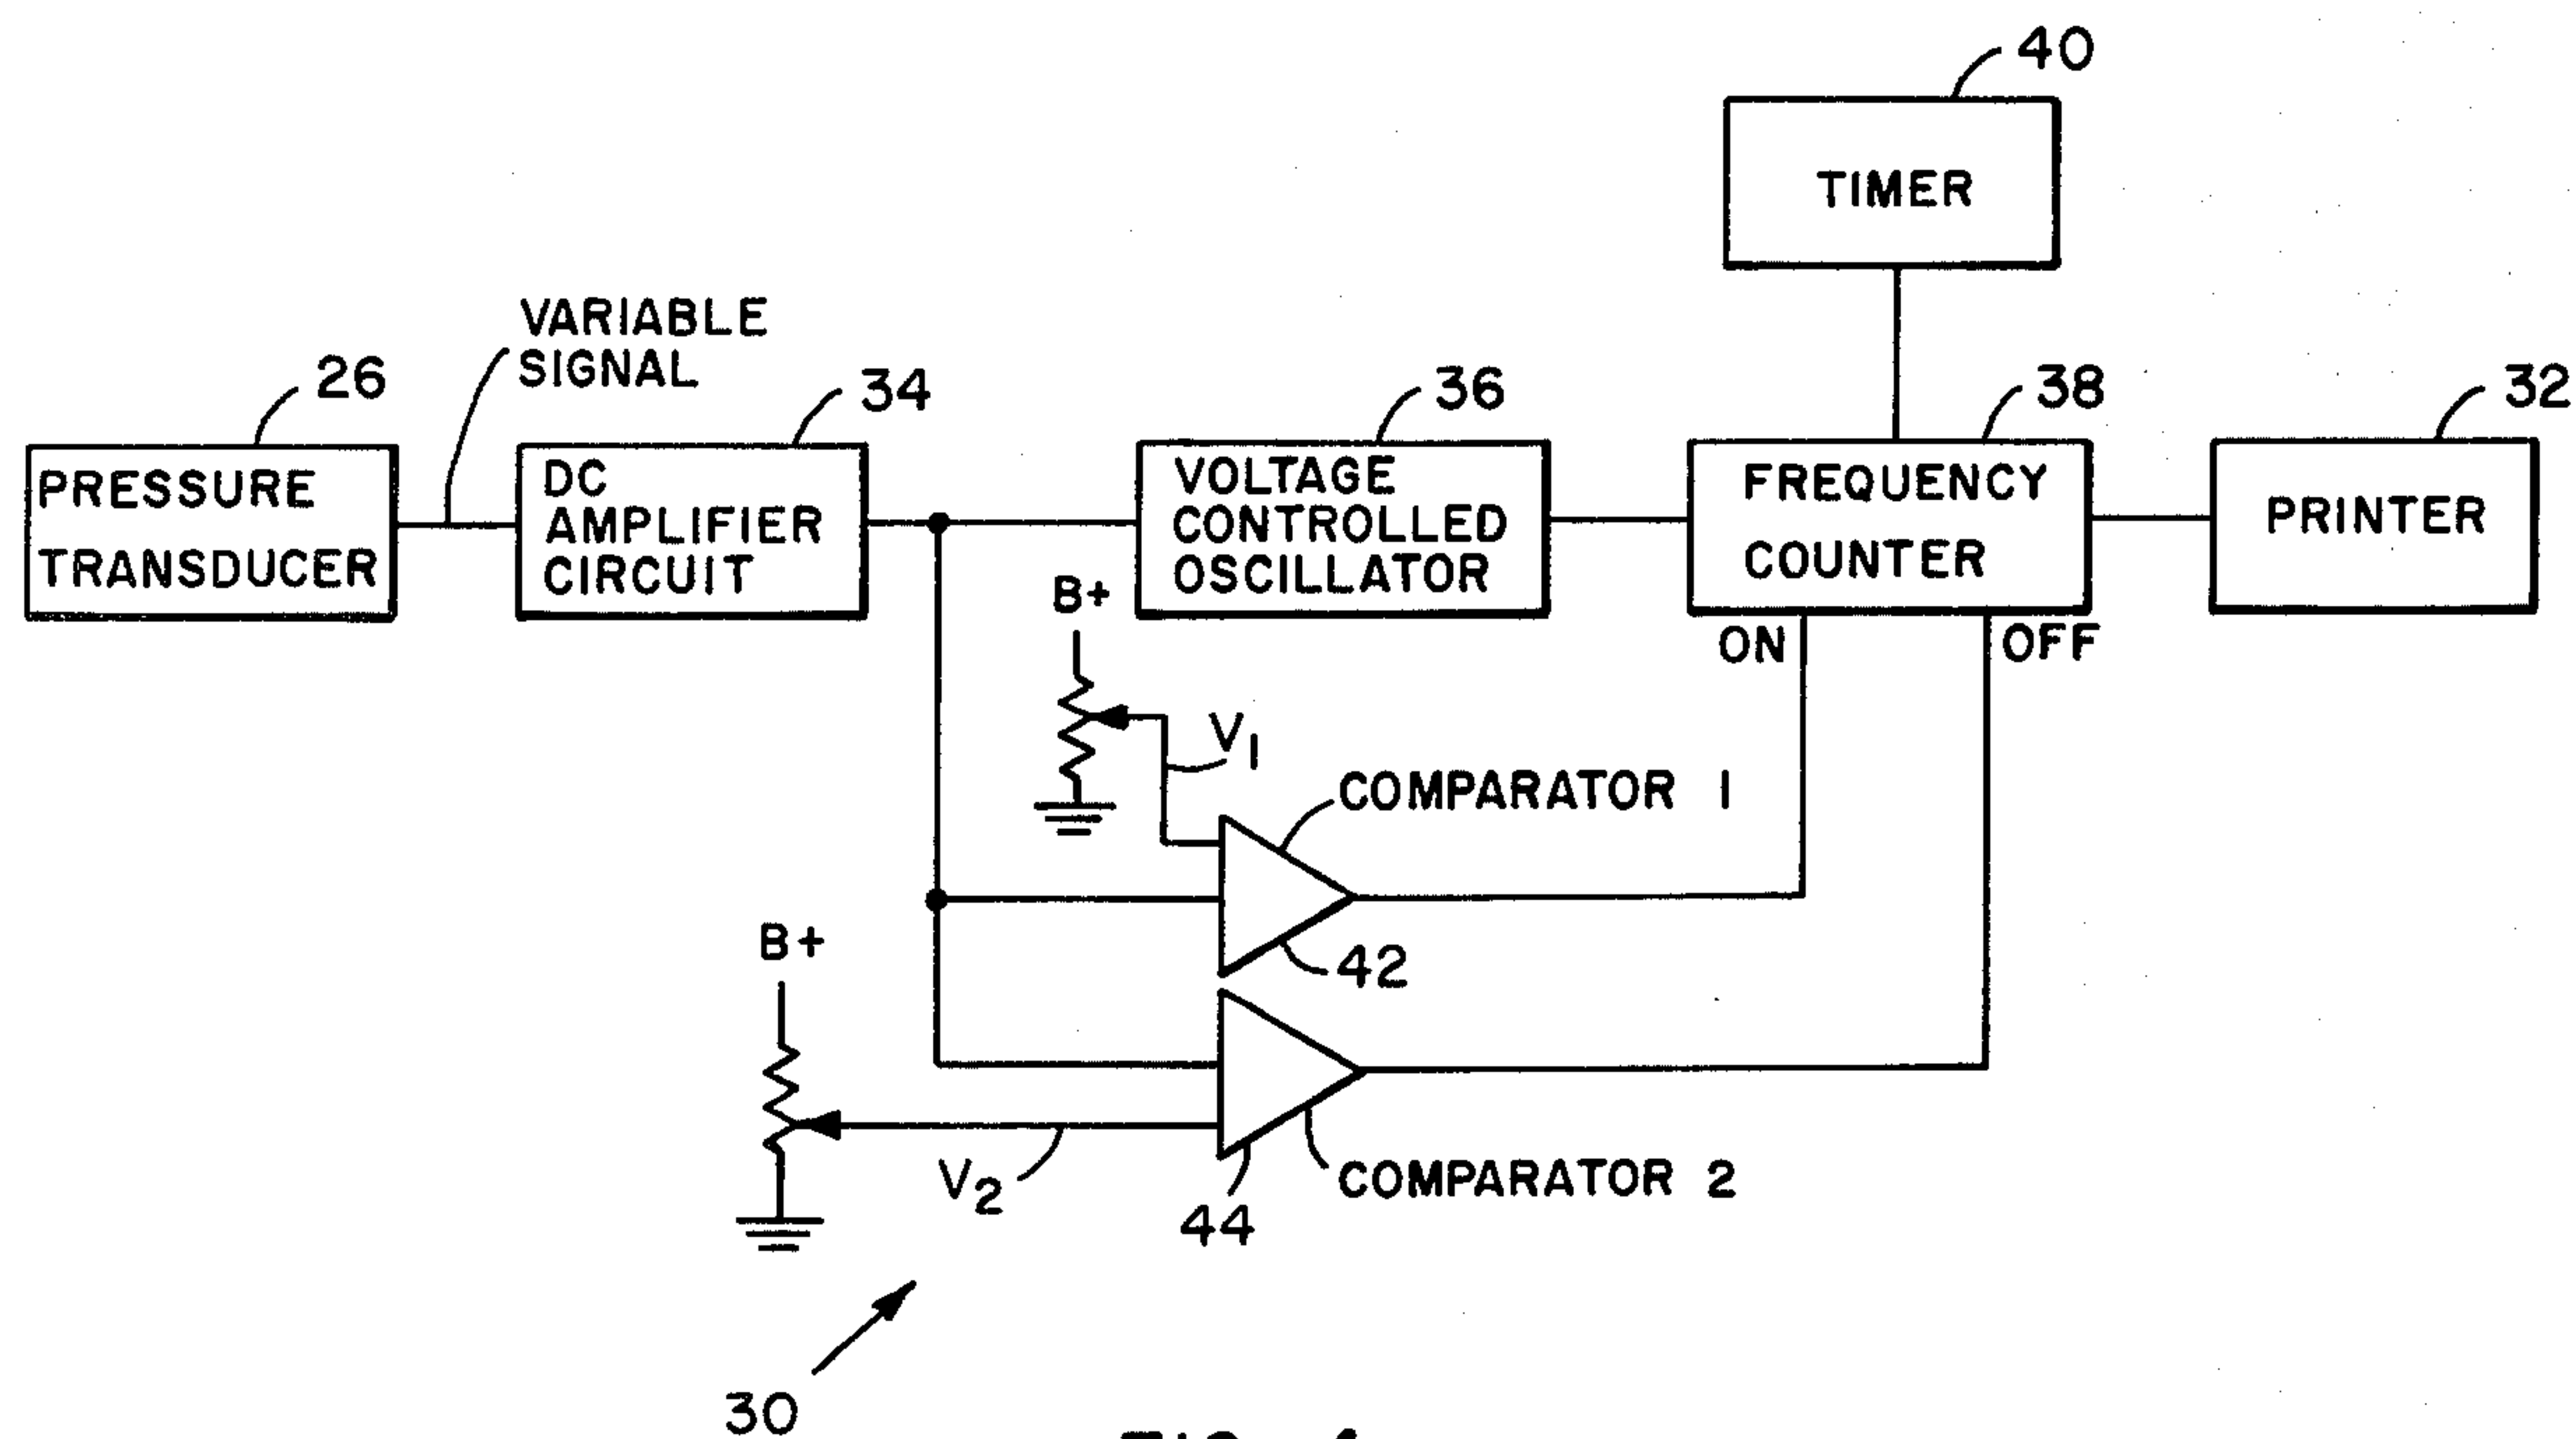 40
TIMER
VARIABLE
SIGNAL
26
34
36
38
32
PRESSURE
TRANSDUCER
DC
AMPLIFIER
CIRCUIT
VOLTAGE
CONTROLLED
OSCILLATOR
FREQUENCY
COUNTER
PRINTER
B+
ON
OFF
V1
COMPARATOR 1
B+
42
V2
COMPARATOR 2
44
30